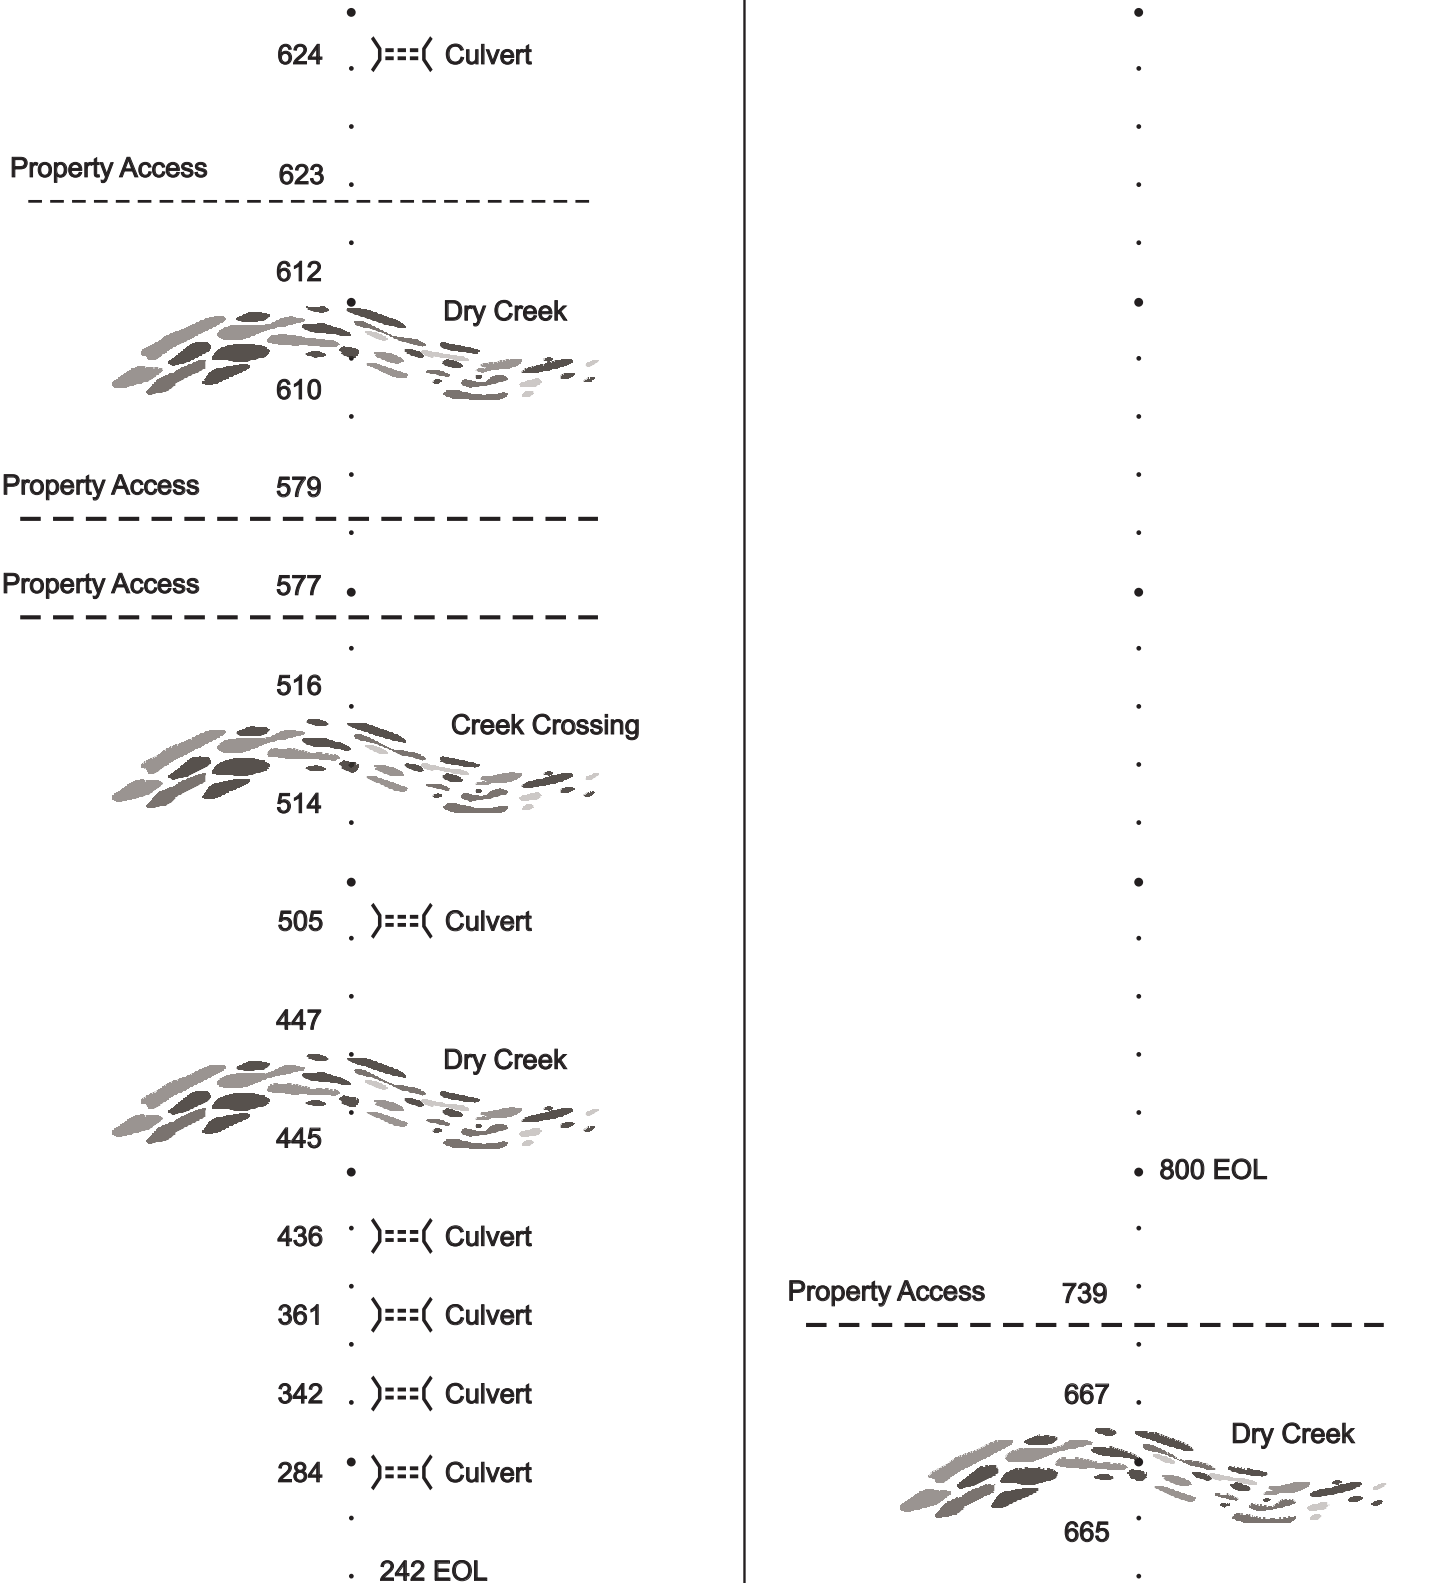 624 Culvert
Property Access 623
612
Dry Creek
610
Property Access 579
Property Access 577
516
Creek Crossing
514
505 Culvert
447
Dry Creek
445
436 Culvert
361 Culvert
342 Culvert
284 Culvert
242 EOL
800 EOL
Property Access 739
667
Dry Creek
665